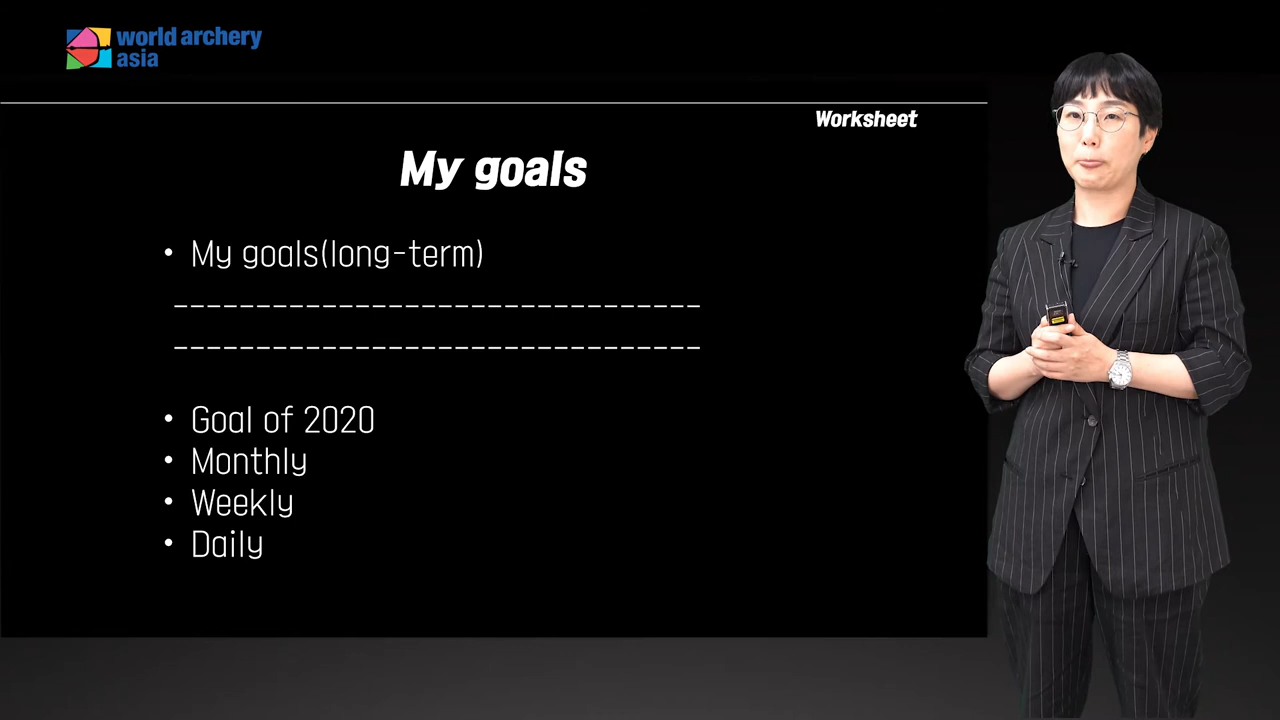 world archery
asia
Worksheet
My goals
• My goals(long-term)
________________________________
________________________________
• Goal of 2020
• Monthly
• Weekly
• Daily